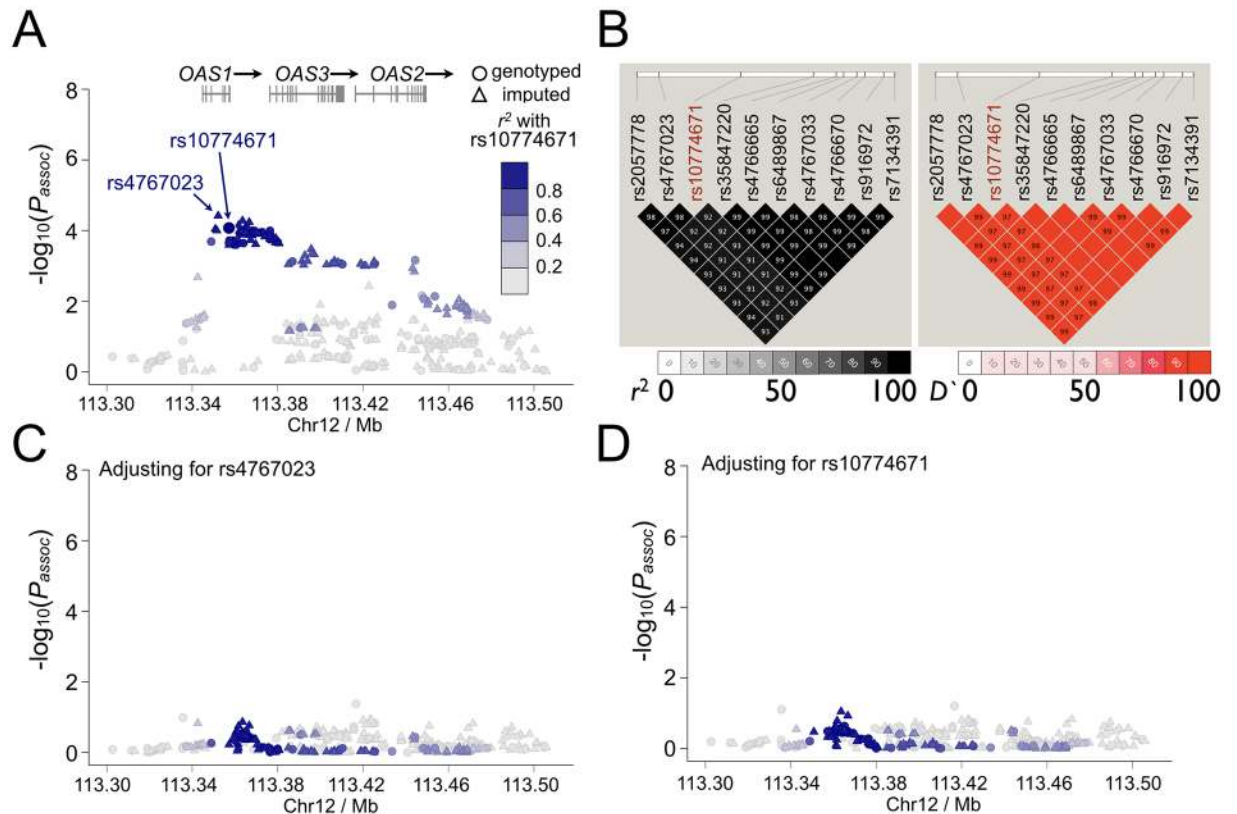 A
OAS1 OAS3 OAS2
genotyped
imputed
r² with
rs10774671
0.8
0.6
0.4
0.2
rs10774671
rs4767023
-log₁₀(P_assoc)
8
6
4
2
0
113.30 113.34 113.38 113.42 113.46 113.50
Chr12 / Mb
B
rs2057778
rs4767023
rs10774671
rs35847220
rs4766665
rs6489867
rs4767033
rs4766670
rs916972
rs7134391
r² 0 50 100
rs2057778
rs4767023
rs10774671
rs35847220
rs4766665
rs6489867
rs4767033
rs4766670
rs916972
rs7134391
D` 0 50 100
C
Adjusting for rs4767023
-log₁₀(P_assoc)
8
6
4
2
0
113.30 113.34 113.38 113.42 113.46 113.50
Chr12 / Mb
D
Adjusting for rs10774671
-log₁₀(P_assoc)
8
6
4
2
0
113.30 113.34 113.38 113.42 113.46 113.50
Chr12 / Mb